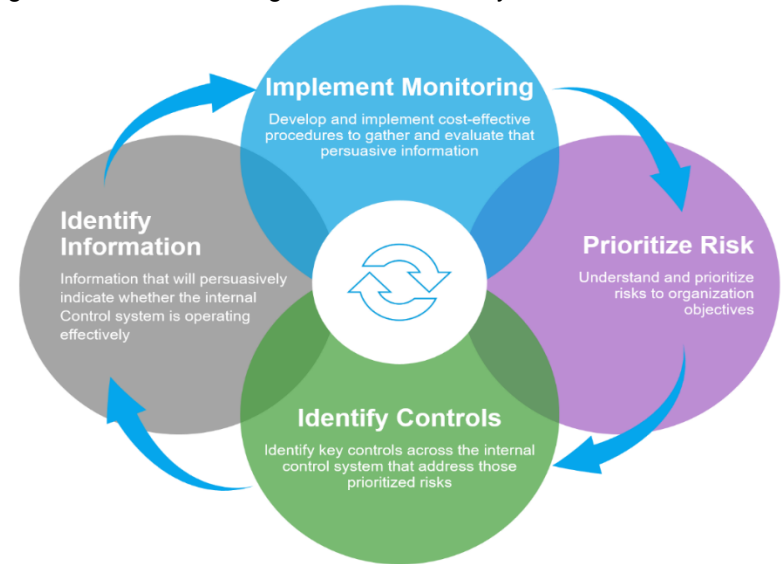 Implement Monitoring
Develop and implement cost-effective
procedures to gather and evaluate that
persuasive information
Identify
Information
Information that will persuasively
indicate whether the internal
Control system is operating
effectively
Prioritize Risk
Understand and prioritize
risks to organization
objectives
Identify Controls
Identify key controls across the internal
control system that address those
prioritized risks